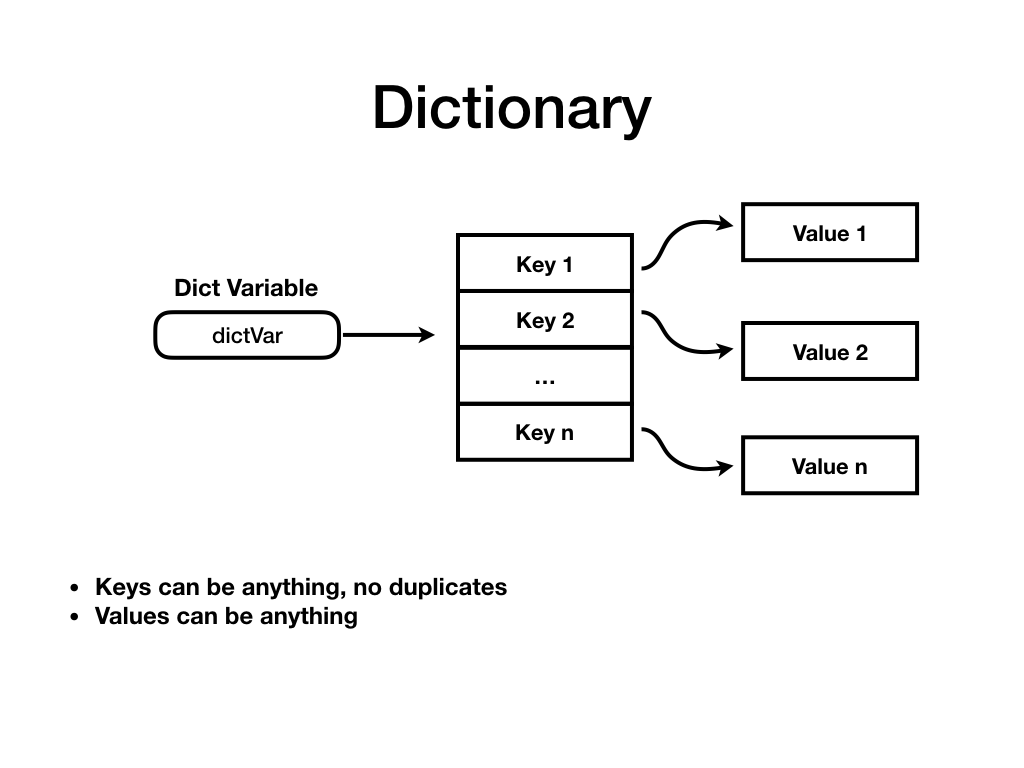 Dictionary
Dict Variable
dictVar
Key 1
Key 2
...
Key n
Value 1
Value 2
Value n
• Keys can be anything, no duplicates
• Values can be anything